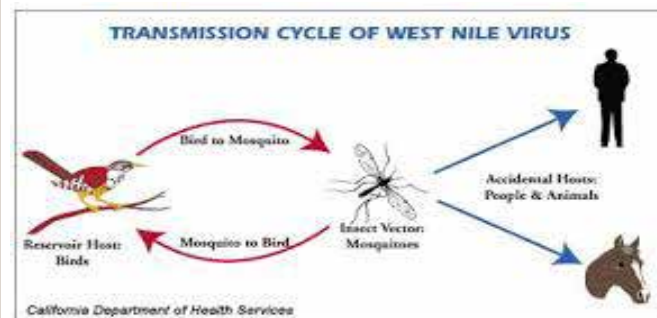 TRANSMISSION CYCLE OF WEST NILE VIRUS
Bird to Mosquito
Accidental Hosts:
People & Animals
Reservoir Host:
Birds
Mosquito to Bird
Insect Vector:
Mosquitoes
California Department of Health Services